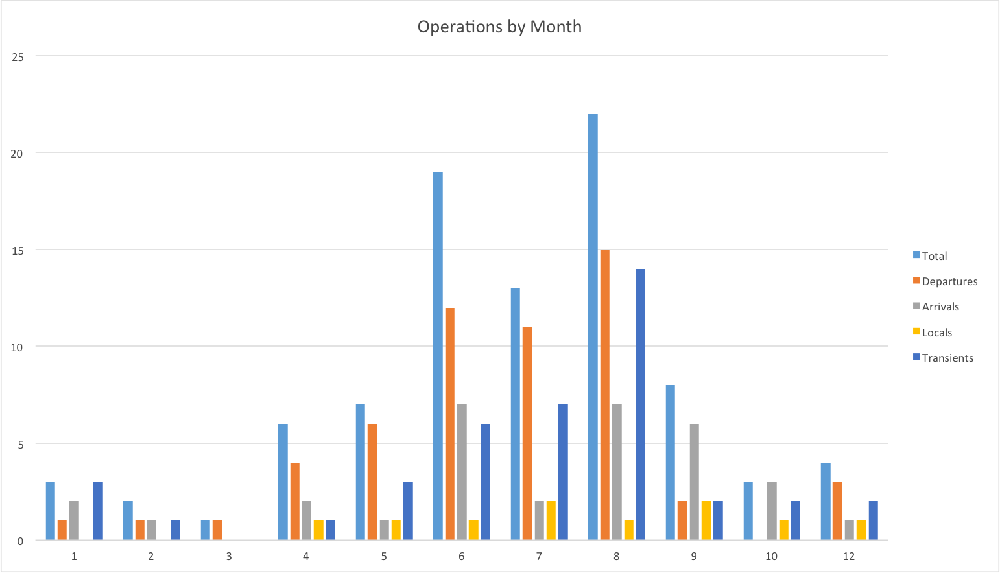 Operations by Month
25
20
15
10
5
0
1 2 3 4 5 6 7 8 9 10 12
Total
Departures
Arrivals
Locals
Transients